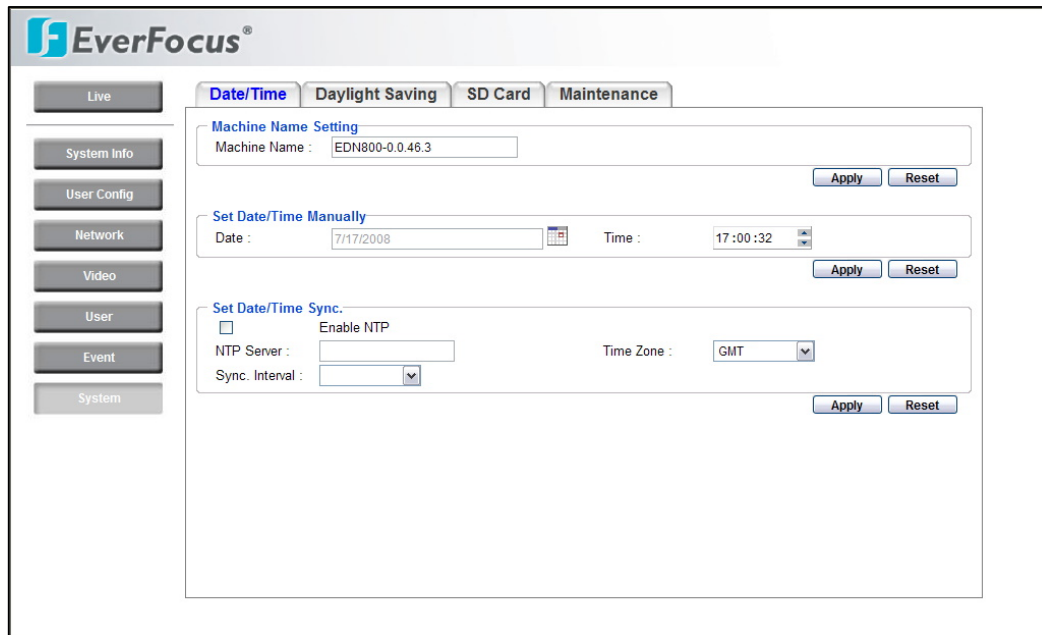 EverFocus®
Live
System Info
User Config
Network
Video
User
Event
System
Date/Time Daylight Saving SD Card Maintenance
Machine Name Setting
Machine Name : EDN800-0.0.46.3
Apply Reset
Set Date/Time Manually
Date : 7/17/2008 Time : 17:00:32
Apply Reset
Set Date/Time Sync.
Enable NTP
NTP Server : Time Zone : GMT
Sync. Interval :
Apply Reset